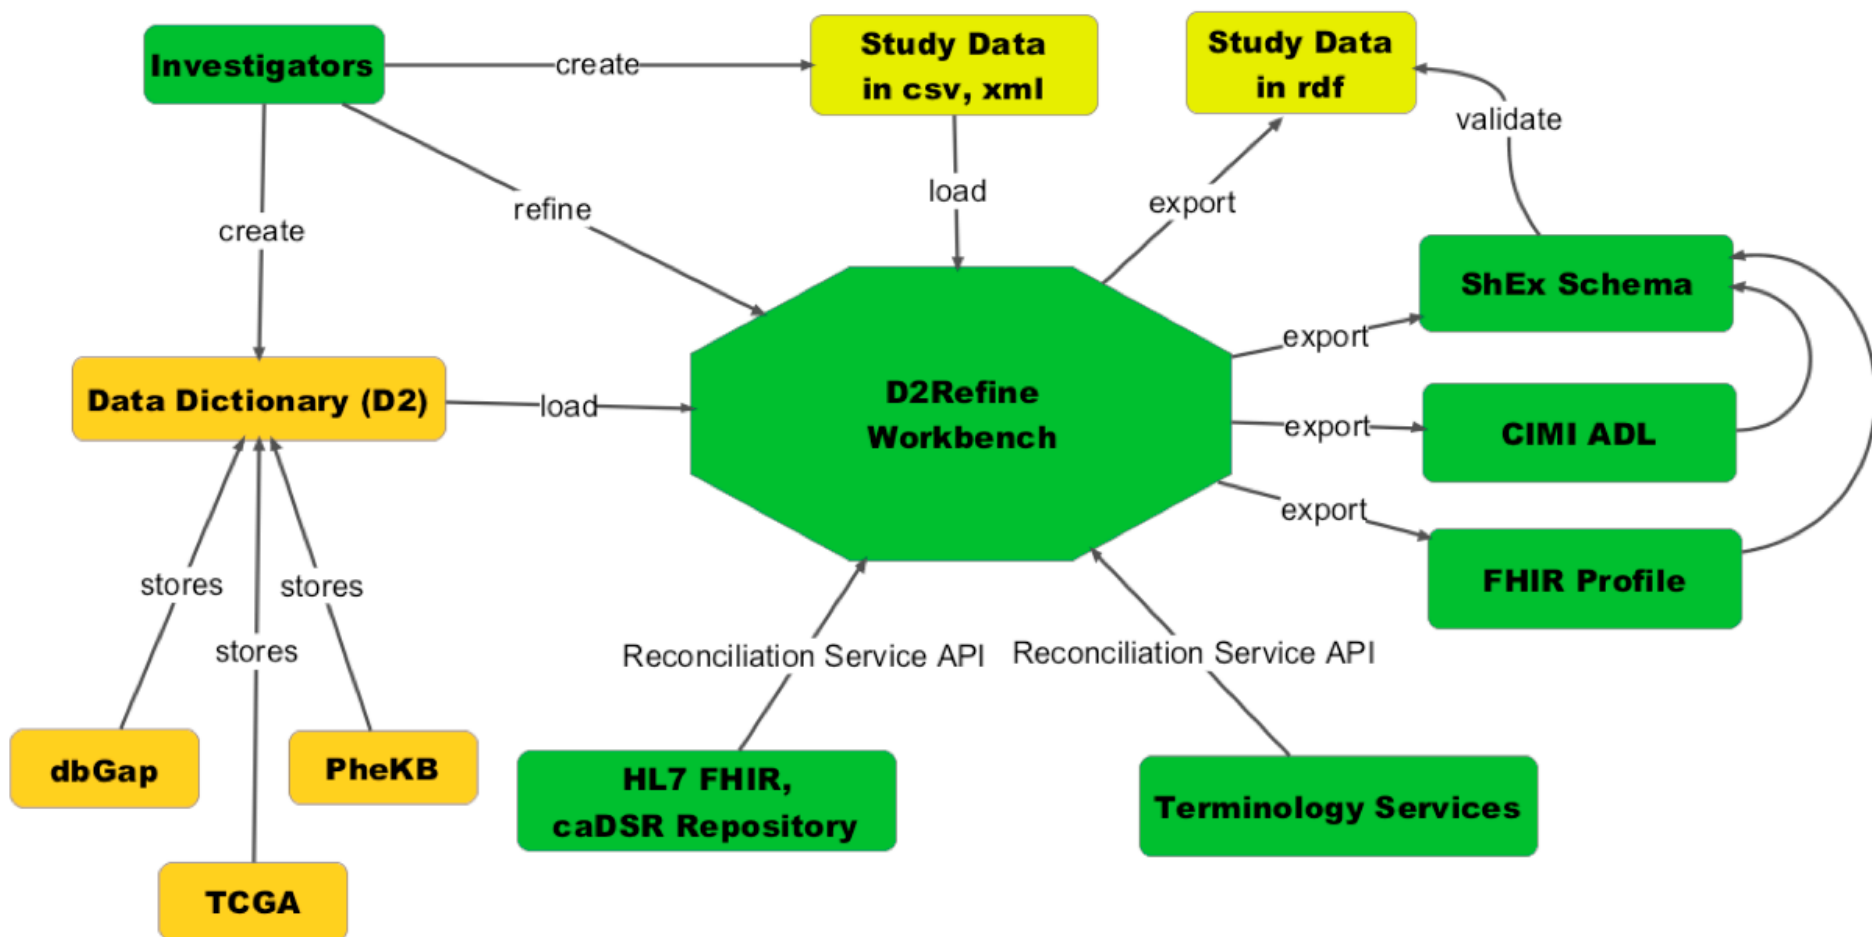 Investigators
create
Study Data
in csv, xml
Study Data
in rdf
validate
load
export
refine
create
ShEx Schema
export
Data Dictionary (D2)
load
D2Refine
Workbench
export
CIMI ADL
export
FHIR Profile
stores
stores
stores
Reconciliation Service API
Reconciliation Service API
dbGap
PheKB
HL7 FHIR,
caDSR Repository
Terminology Services
TCGA